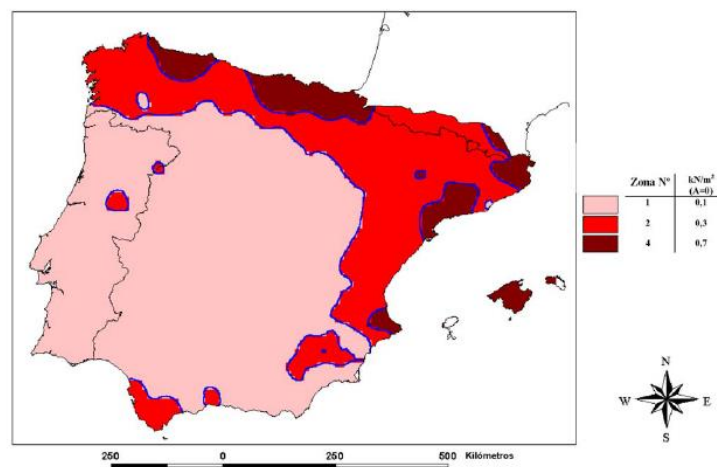 Zona Nº kN/m² (A=0)
1 0,1
2 0,3
4 0,7
N
W E
S
250 0 250 500 Kilómetros